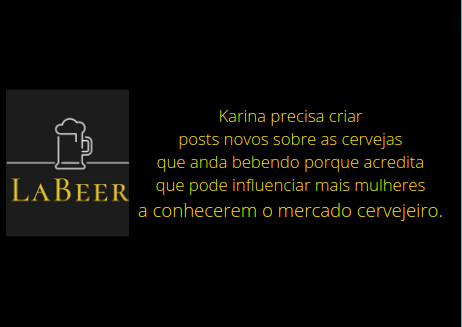 LABEER
Karina precisa criar
posts novos sobre as cervejas
que anda bebendo porque acredita
que pode influenciar mais mulheres
a conhecerem o mercado cervejeiro.